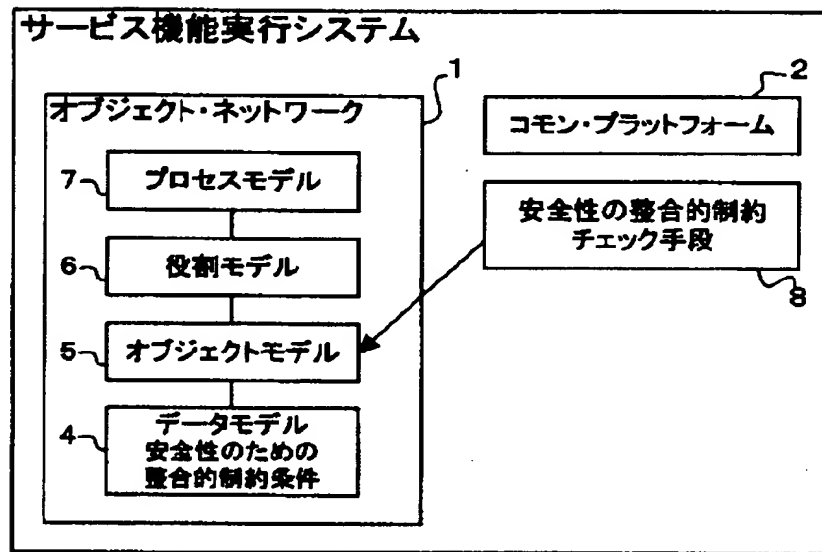 サービス機能実行システム
1
2
オブジェクト・ネットワーク
コモン・プラットフォーム
7
プロセスモデル
安全性の整合的制約
チェック手段
8
6
役割モデル
5
オブジェクトモデル
4
データモデル
安全性のための
整合的制約条件